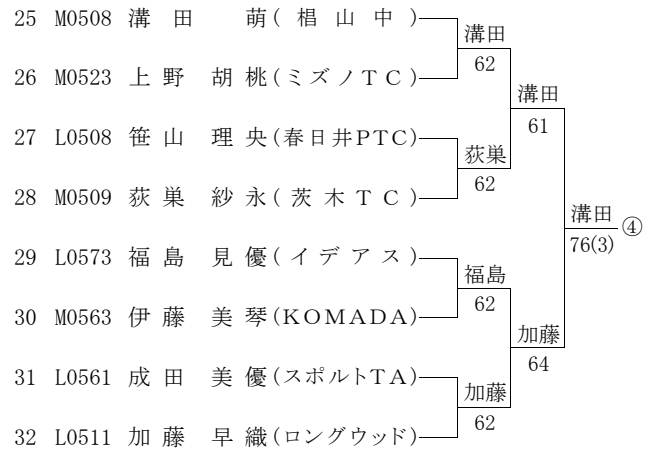 25 M0508 溝田 萌(椙山中)
溝田
62
26 M0523 上野 胡桃(ミズノTC)
溝田
61
27 L0508 笹山 理央(春日井PTC)
荻巣
62
28 M0509 荻巣 紗永(茨木TC)
溝田
76(3)
④
29 L0573 福島 見優(イデアス)
福島
62
30 M0563 伊藤 美琴(KOMADA)
加藤
64
31 L0561 成田 美優(スポルトTA)
加藤
62
32 L0511 加藤 早織(ロングウッド)